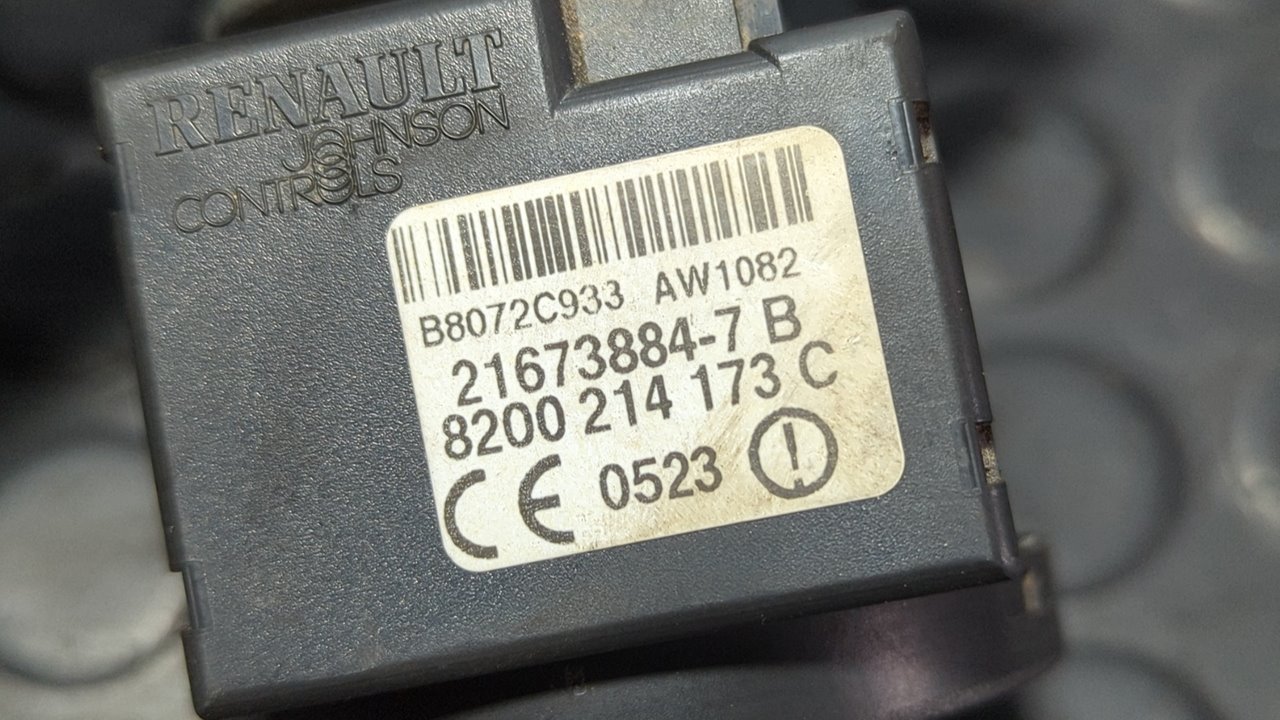 RENAULT
JOHNSON
CONTROLS
B8072C933 AW1082
21673884-7 B
8200 214 173 C
CE 0523 !